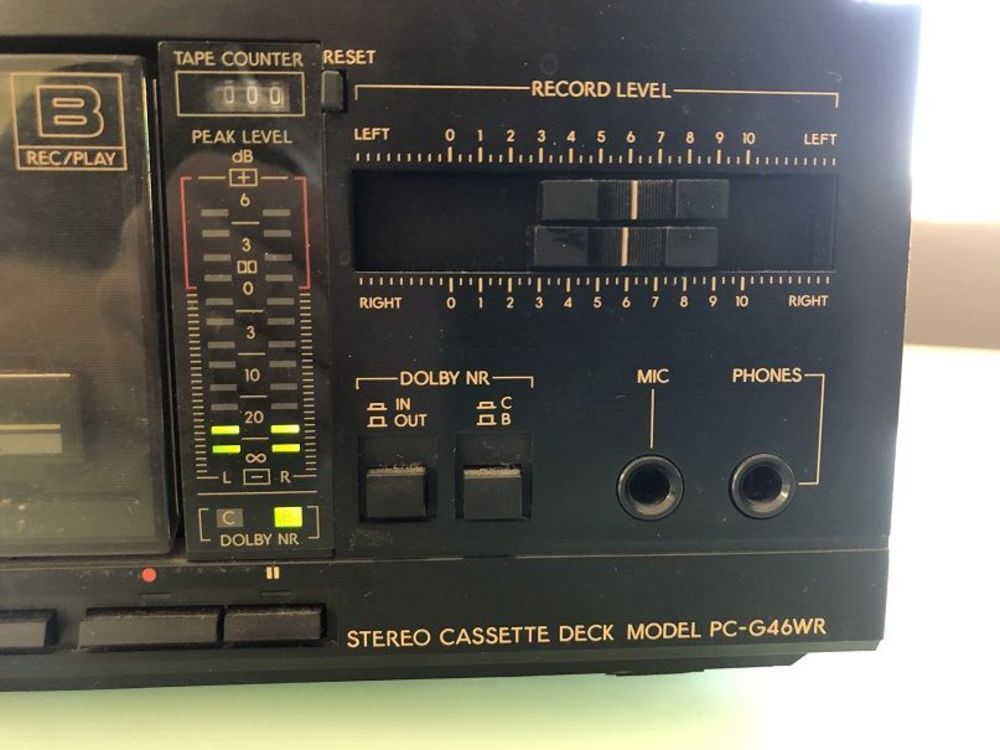 B
REC/PLAY
TAPE COUNTER
RESET
000
PEAK LEVEL
dB
+
6
3
0
3
10
20
∞
L - R
C B
DOLBY NR
RECORD LEVEL
LEFT 0 1 2 3 4 5 6 7 8 9 10 LEFT
RIGHT 0 1 2 3 4 5 6 7 8 9 10 RIGHT
DOLBY NR
IN
OUT
C
B
MIC
PHONES
STEREO CASSETTE DECK MODEL PC-G46WR